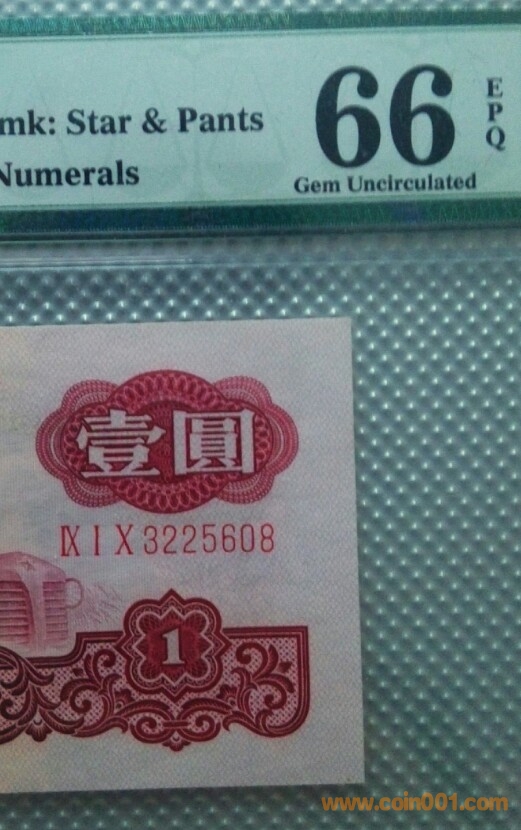 mk: Star & Pants
Numerals
66
EPQ
Gem Uncirculated
壹圓
IX I X 3225608
1
www.coin001.com